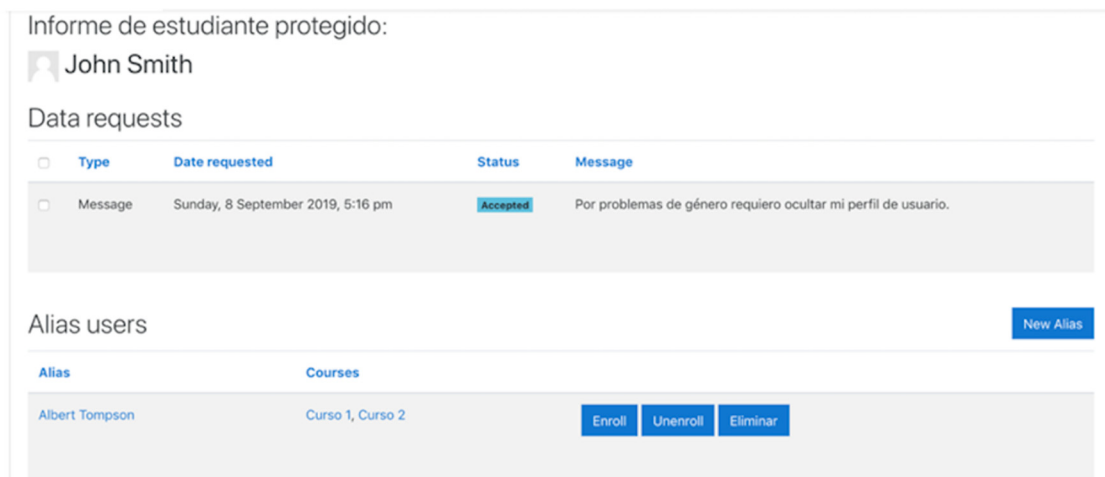 Informe de estudiante protegido:
John Smith
Data requests
Type Date requested Status Message
Message Sunday, 8 September 2019, 5:16 pm Accepted Por problemas de género requiero ocultar mi perfil de usuario.
Alias users New Alias
Alias Courses
Albert Tompson Curso 1, Curso 2 Enroll Unenroll Eliminar